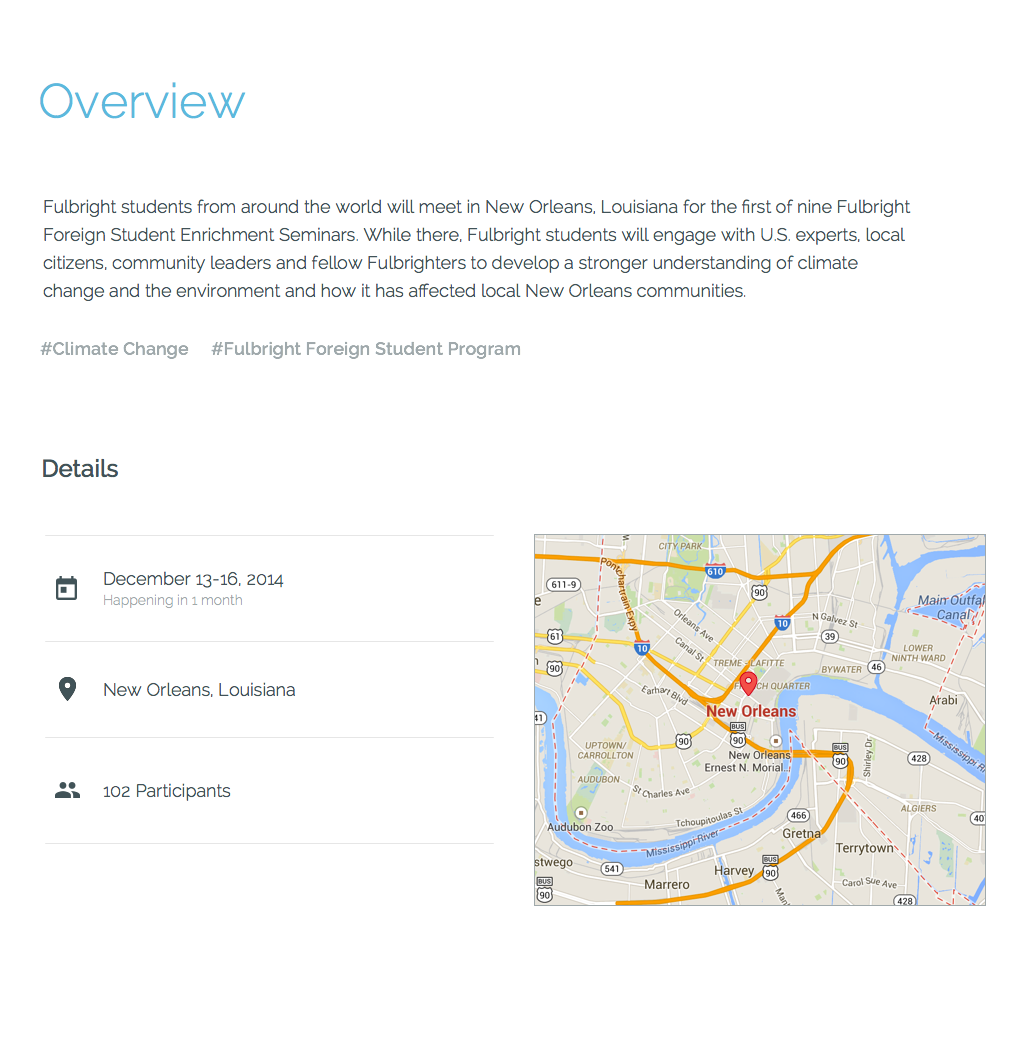 Overview
Fulbright students from around the world will meet in New Orleans, Louisiana for the first of nine Fulbright
Foreign Student Enrichment Seminars. While there, Fulbright students will engage with U.S. experts, local
citizens, community leaders and fellow Fulbrighters to develop a stronger understanding of climate
change and the environment and how it has affected local New Orleans communities.
#Climate Change #Fulbright Foreign Student Program
Details
December 13-16, 2014
Happening in 1 month
New Orleans, Louisiana
102 Participants
CITY PARK
Pontchartrain Expy
610
611-9
90
10
Main Outfal
Canal
Orleans Ave
N Galvez St
61
39
10
Canal St
LOWER
NINTH WARD
90
TREME - LAFITTE
BYWATER
46
Earhart Blvd
QUARTER
Arabi
New Orleans
41
BUS
90
90
UPTOWN/
CARROLLTON
New Orleans
Ernest N. Morial...
BUS
90
Shirley Dr
428
Mississippi
AUDUBON
St Charles Ave
Tchoupitoulas St
466
ALGIERS
40
Audubon Zoo
Gretna
Mississippi River
Terrytown
stwego
541
Harvey
BUS
90
BUS
90
Marrero
Carol Sue Ave
428